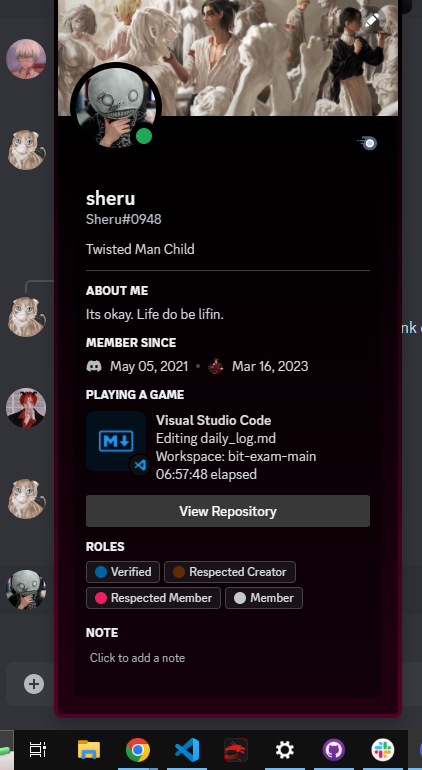 sheru
Sheru#0948
Twisted Man Child
ABOUT ME
Its okay. Life do be lifin.
MEMBER SINCE
May 05, 2021 • Mar 16, 2023
PLAYING A GAME
Visual Studio Code
Editing daily_log.md
Workspace: bit-exam-main
06:57:48 elapsed
View Repository
ROLES
Verified Respected Creator
Respected Member Member
NOTE
Click to add a note